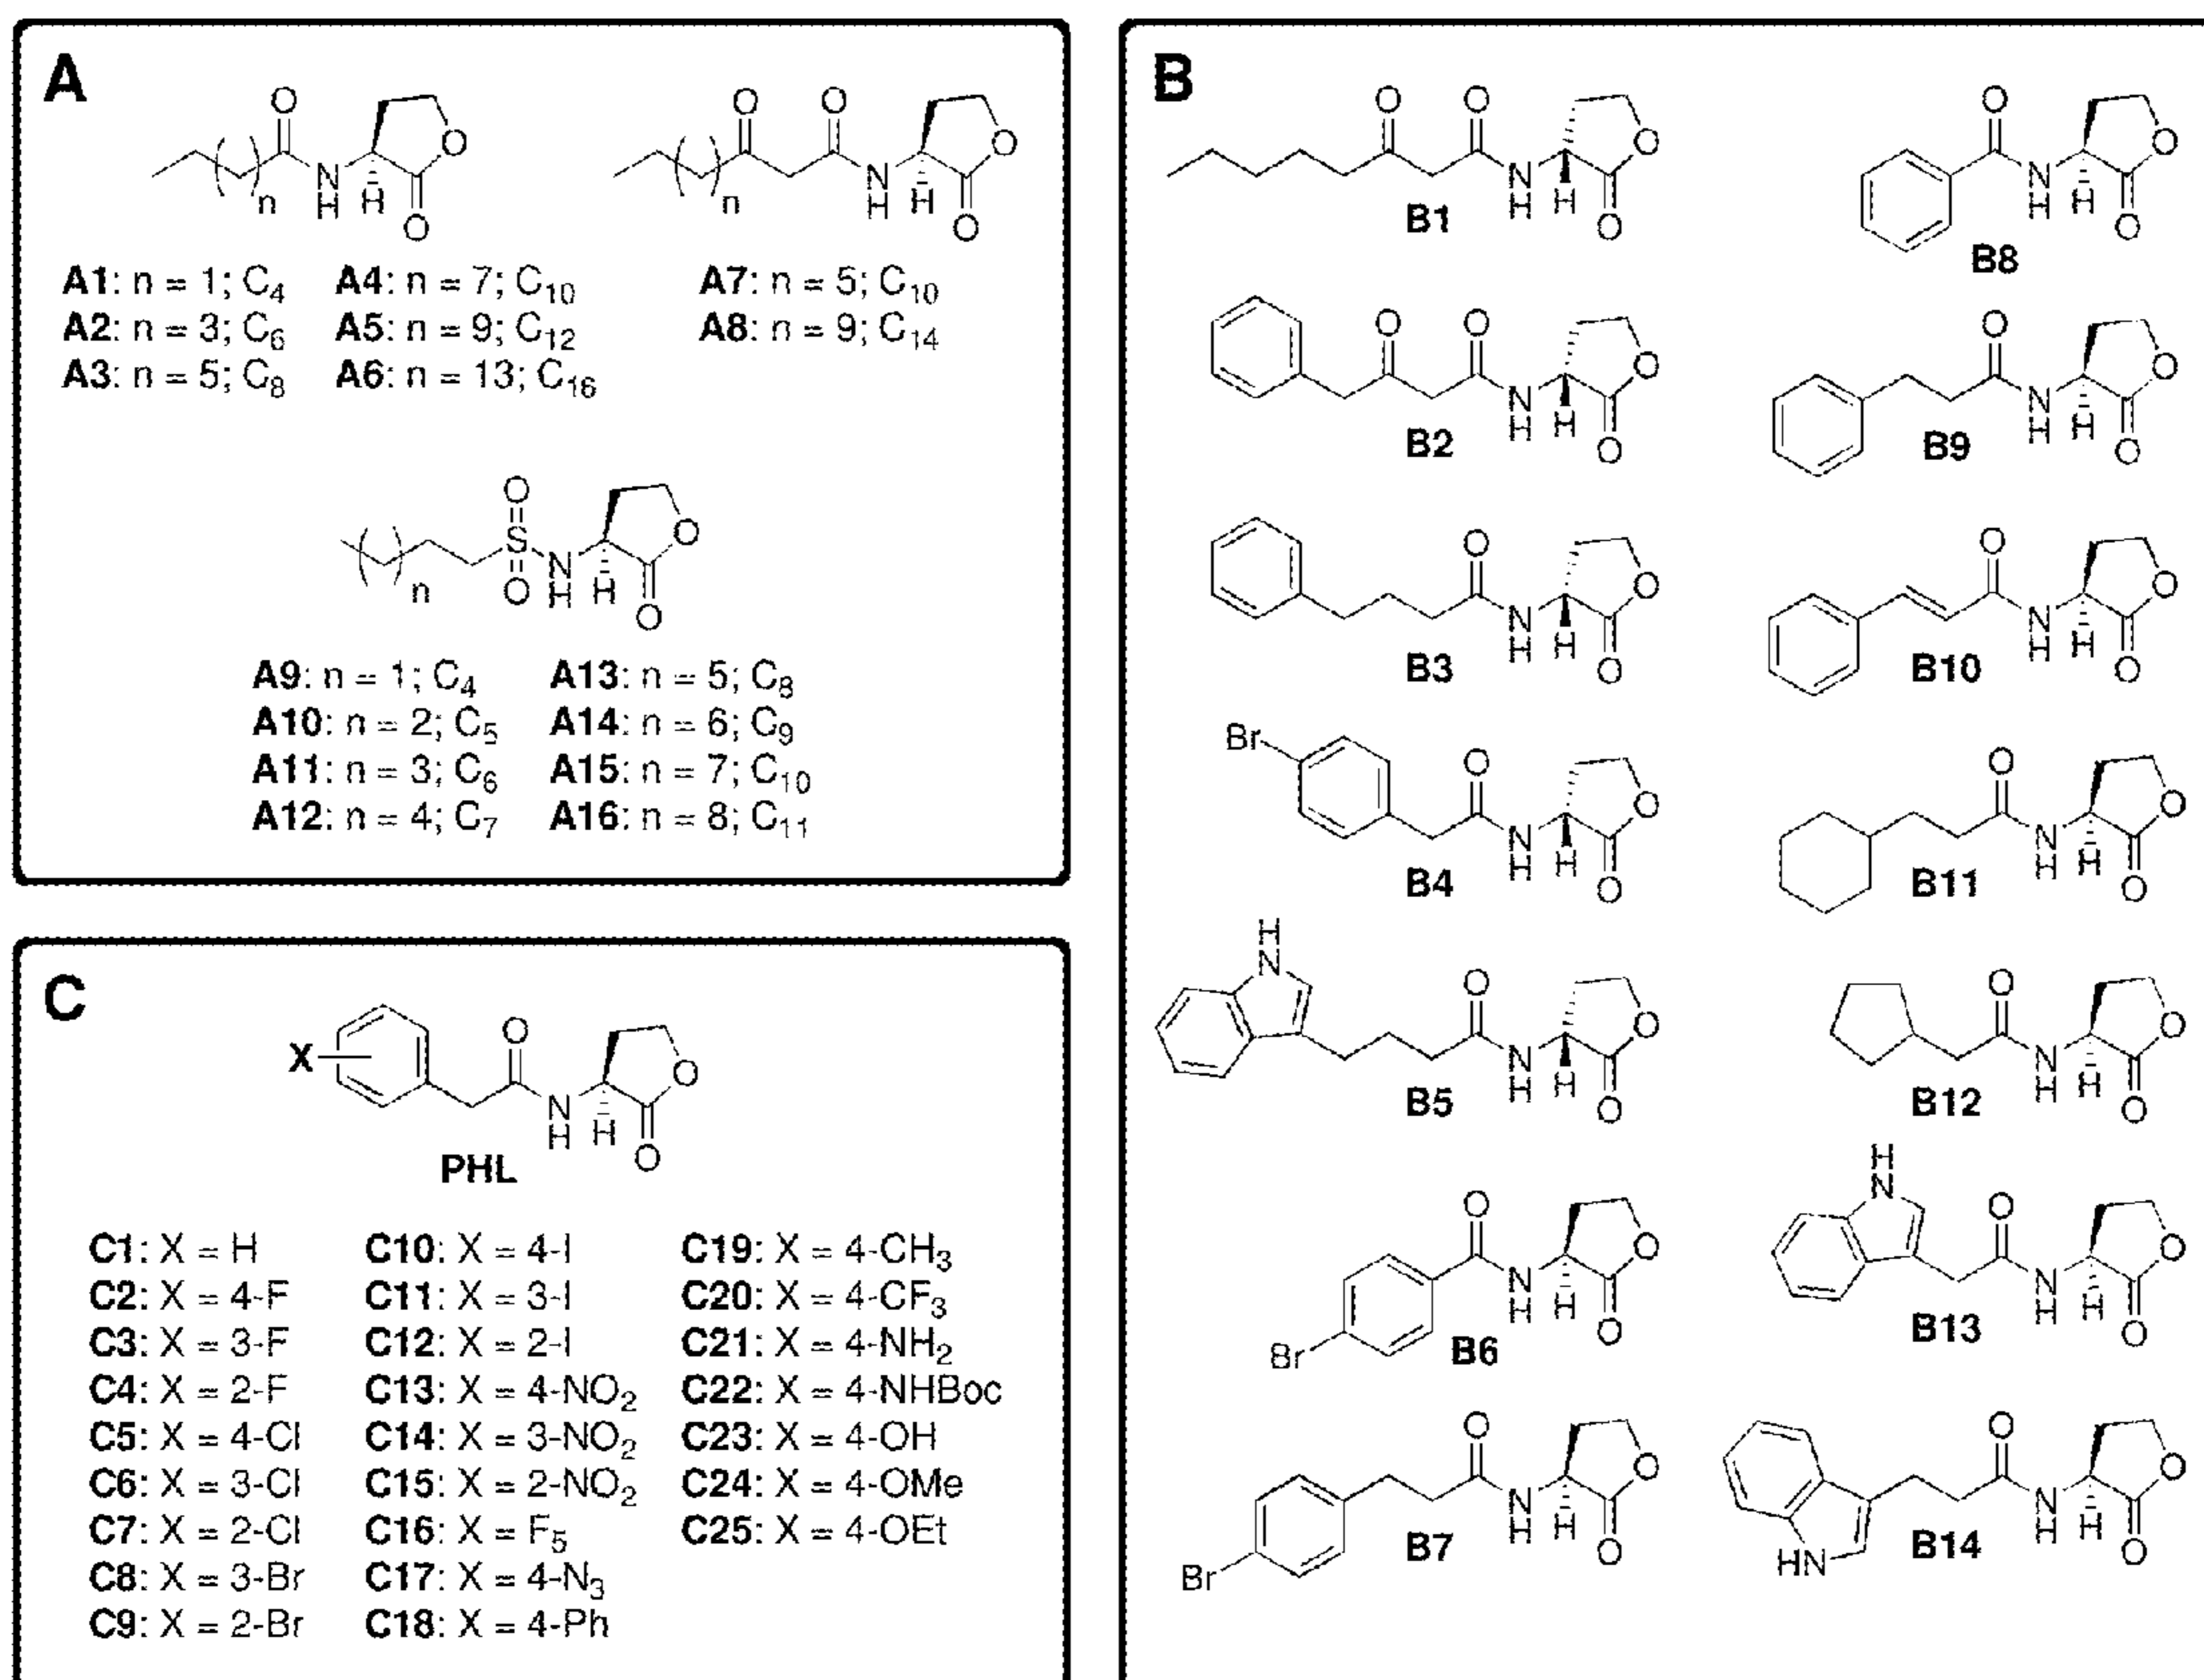 A
O
O
N
H
H
O
n
O
O
O
N
H
H
O
n
A1: n = 1; C4 A4: n = 7; C10 A7: n = 5; C10
A2: n = 3; C6 A5: n = 9; C12 A8: n = 9; C14
A3: n = 5; C8 A6: n = 13; C16
O
S
O
N
H
H
O
O
n
A9: n = 1; C4 A13: n = 5; C8
A10: n = 2; C5 A14: n = 6; C9
A11: n = 3; C6 A15: n = 7; C10
A12: n = 4; C7 A16: n = 8; C11
C
X
O
N
H
H
O
O
PHL
C1: X = H C10: X = 4-I C19: X = 4-CH3
C2: X = 4-F C11: X = 3-I C20: X = 4-CF3
C3: X = 3-F C12: X = 2-I C21: X = 4-NH2
C4: X = 2-F C13: X = 4-NO2 C22: X = 4-NHBoc
C5: X = 4-Cl C14: X = 3-NO2 C23: X = 4-OH
C6: X = 3-Cl C15: X = 2-NO2 C24: X = 4-OMe
C7: X = 2-Cl C16: X = F5 C25: X = 4-OEt
C8: X = 3-Br C17: X = 4-N3
C9: X = 2-Br C18: X = 4-Ph
B
O
O
N
H
H
O
O
B1
O
N
H
H
O
O
B8
O
O
N
H
H
O
O
B2
O
N
H
H
O
O
B9
O
N
H
H
O
O
B3
O
N
H
H
O
O
B10
Br
O
N
H
H
O
O
B4
O
N
H
H
O
O
B11
H
N
O
N
H
H
O
O
B5
O
N
H
H
O
O
B12
Br
O
N
H
H
O
O
B6
H
N
O
N
H
H
O
O
B13
Br
O
N
H
H
O
O
B7
HN
O
N
H
H
O
O
B14